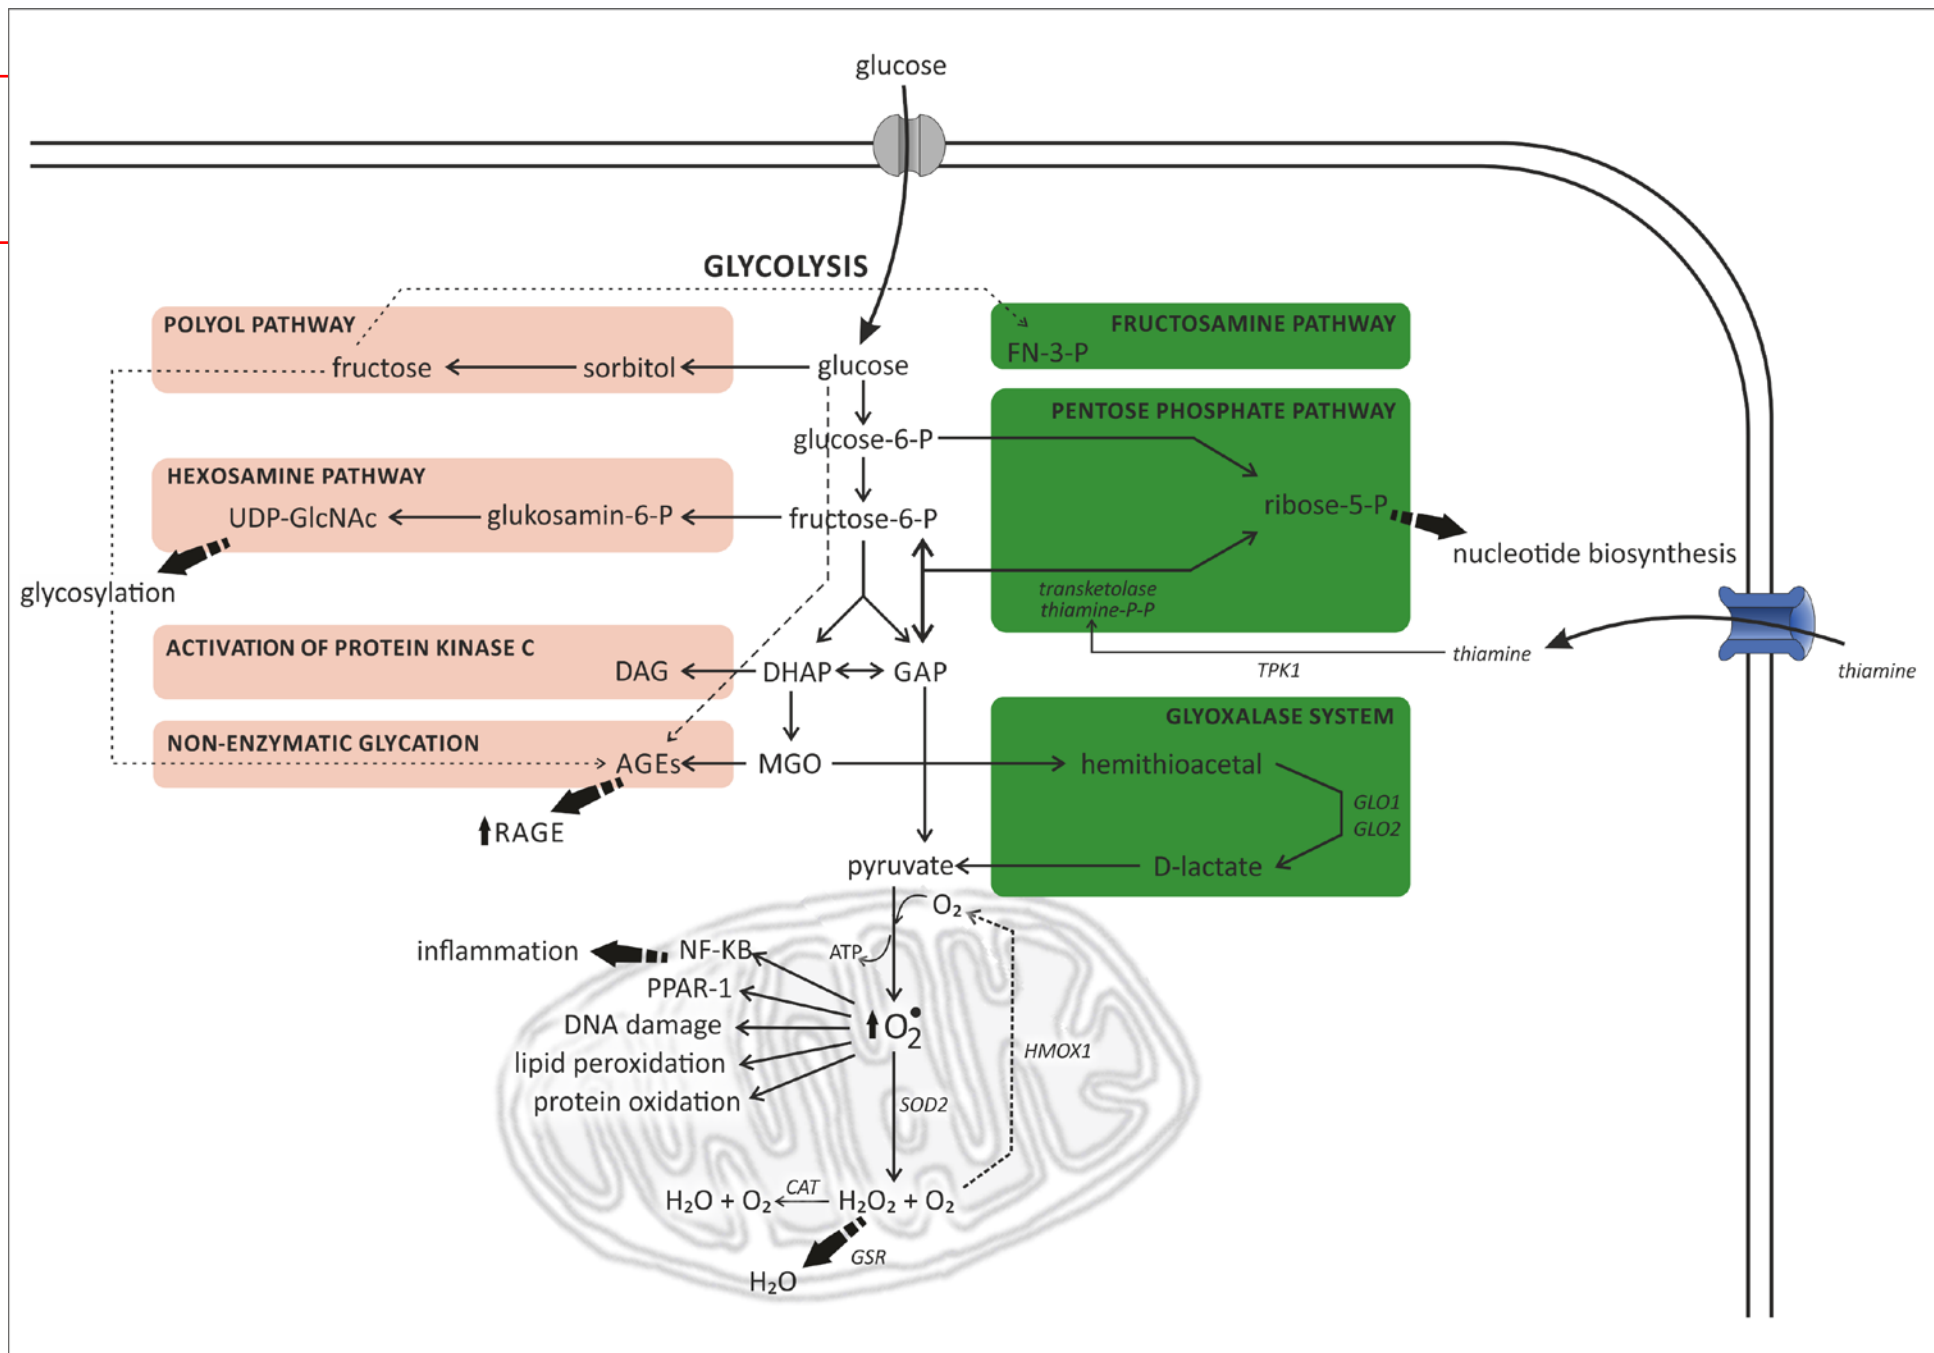 glucose
GLYCOLYSIS
POLYOL PATHWAY
fructose
sorbitol
glucose
FRUCTOSAMINE PATHWAY
FN-3-P
PENTOSE PHOSPHATE PATHWAY
glucose-6-P
HEXOSAMINE PATHWAY
UDP-GlcNAc
glukosamin-6-P
fructose-6-P
ribose-5-P
nucleotide biosynthesis
glycosylation
transketolase
thiamine-P-P
ACTIVATION OF PROTEIN KINASE C
DAG
DHAP
GAP
TPK1
thiamine
thiamine
GLYOXALASE SYSTEM
NON-ENZYMATIC GLYCATION
AGEs
MGO
hemithioacetal
GLO1
GLO2
RAGE
pyruvate
D-lactate
O₂
inflammation
NF-KB
ATP
PPAR-1
DNA damage
O₂•
lipid peroxidation
HMOX1
protein oxidation
SOD2
H₂O + O₂
CAT
H₂O₂ + O₂
GSR
H₂O